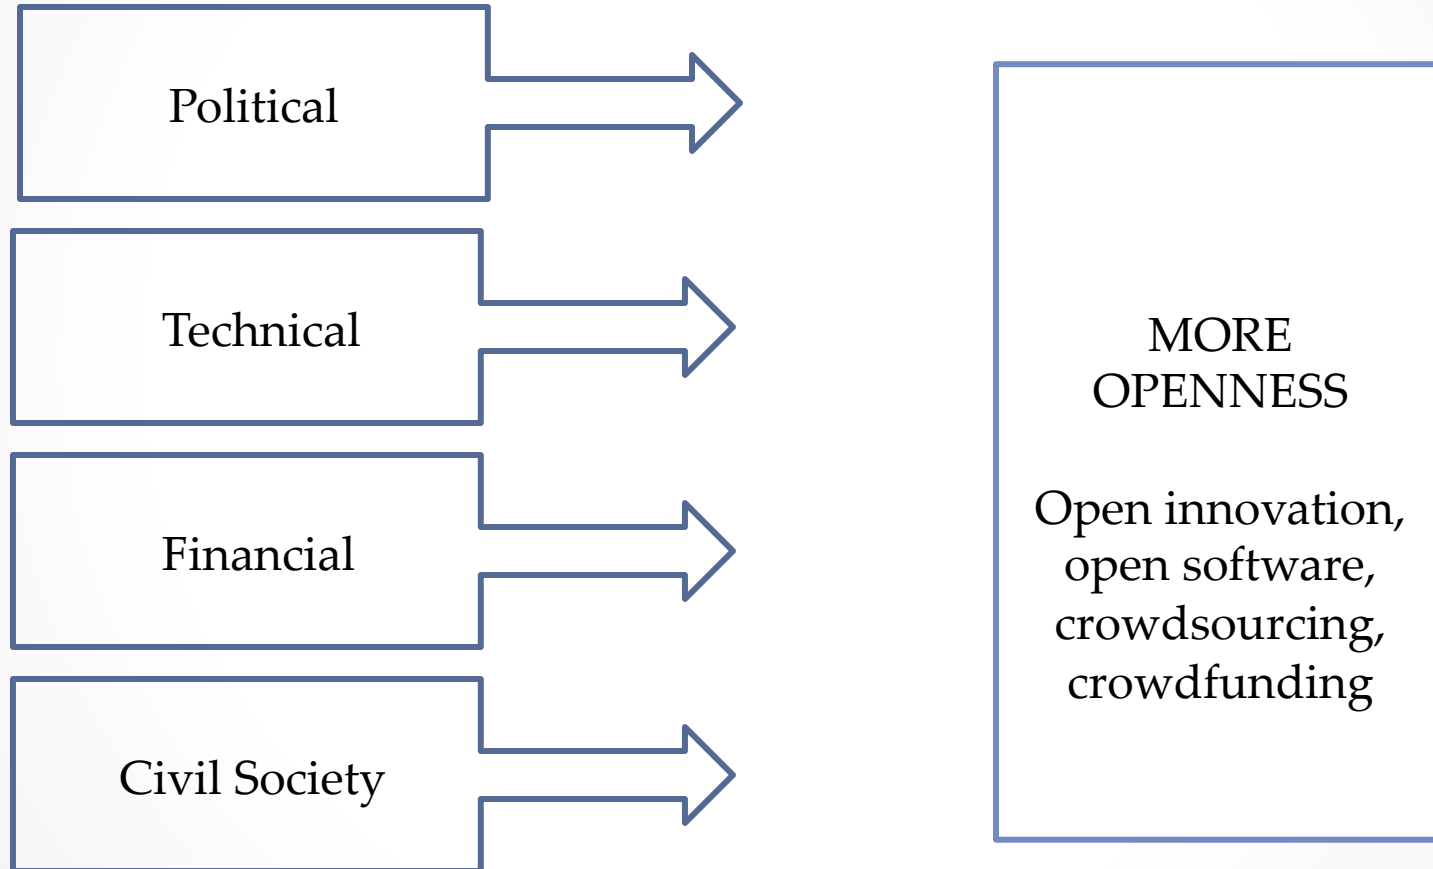 Political
Technical
Financial
Civil Society
MORE
OPENNESS
Open innovation,
open software,
crowdsourcing,
crowdfunding